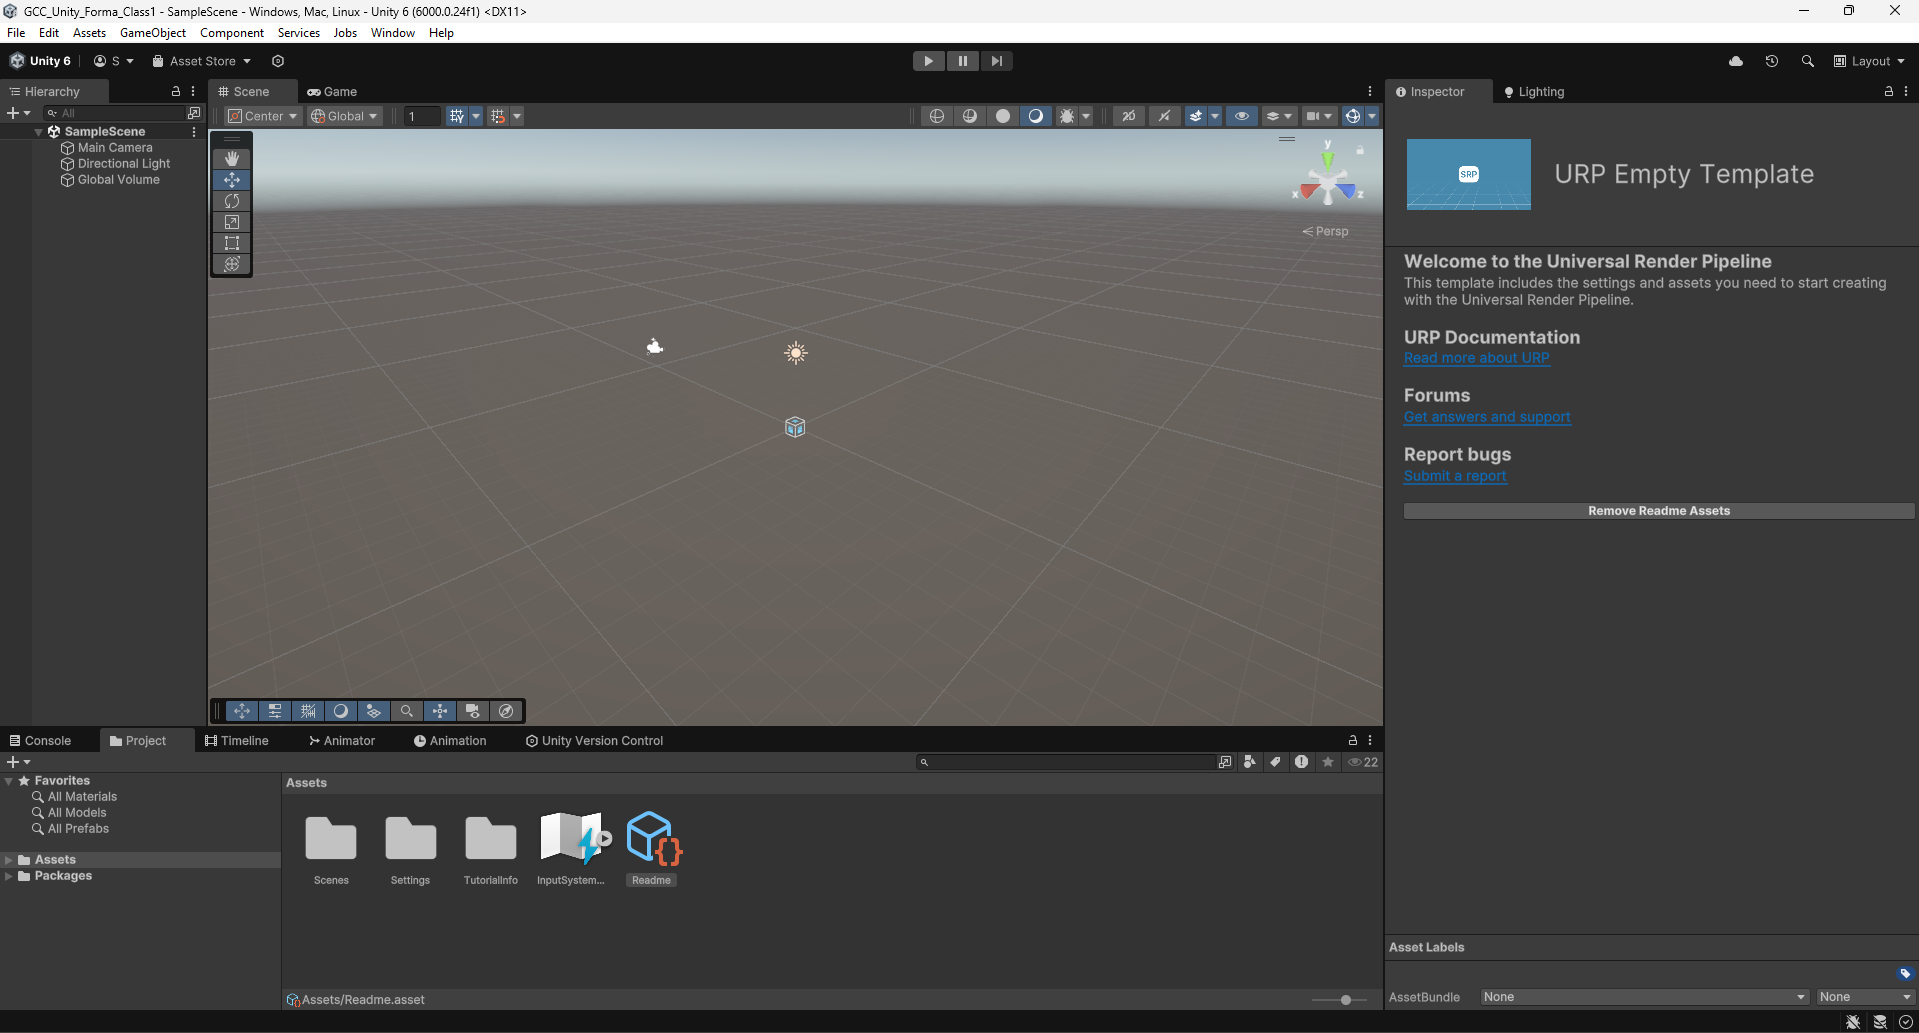 GCC_Unity_Forma_Class1 - SampleScene - Windows, Mac, Linux - Unity 6 (6000.0.24f1) <DX11>
File Edit Assets GameObject Component Services Jobs Window Help
Unity 6 S Asset Store Layout
Hierarchy Scene Game Inspector Lighting
All Center Global 1 2D
SampleScene
Main Camera
Directional Light
Global Volume
y
x z
Persp
SRP
URP Empty Template
Welcome to the Universal Render Pipeline
This template includes the settings and assets you need to start creating
with the Universal Render Pipeline.
URP Documentation
Read more about URP
Forums
Get answers and support
Report bugs
Submit a report
Remove Readme Assets
Console Project Timeline Animator Animation Unity Version Control
22
Favorites
All Materials
All Models
All Prefabs
Assets
Packages
Assets
Scenes Settings TutorialInfo InputSystem... Readme
Assets/Readme.asset
Asset Labels
AssetBundle None None